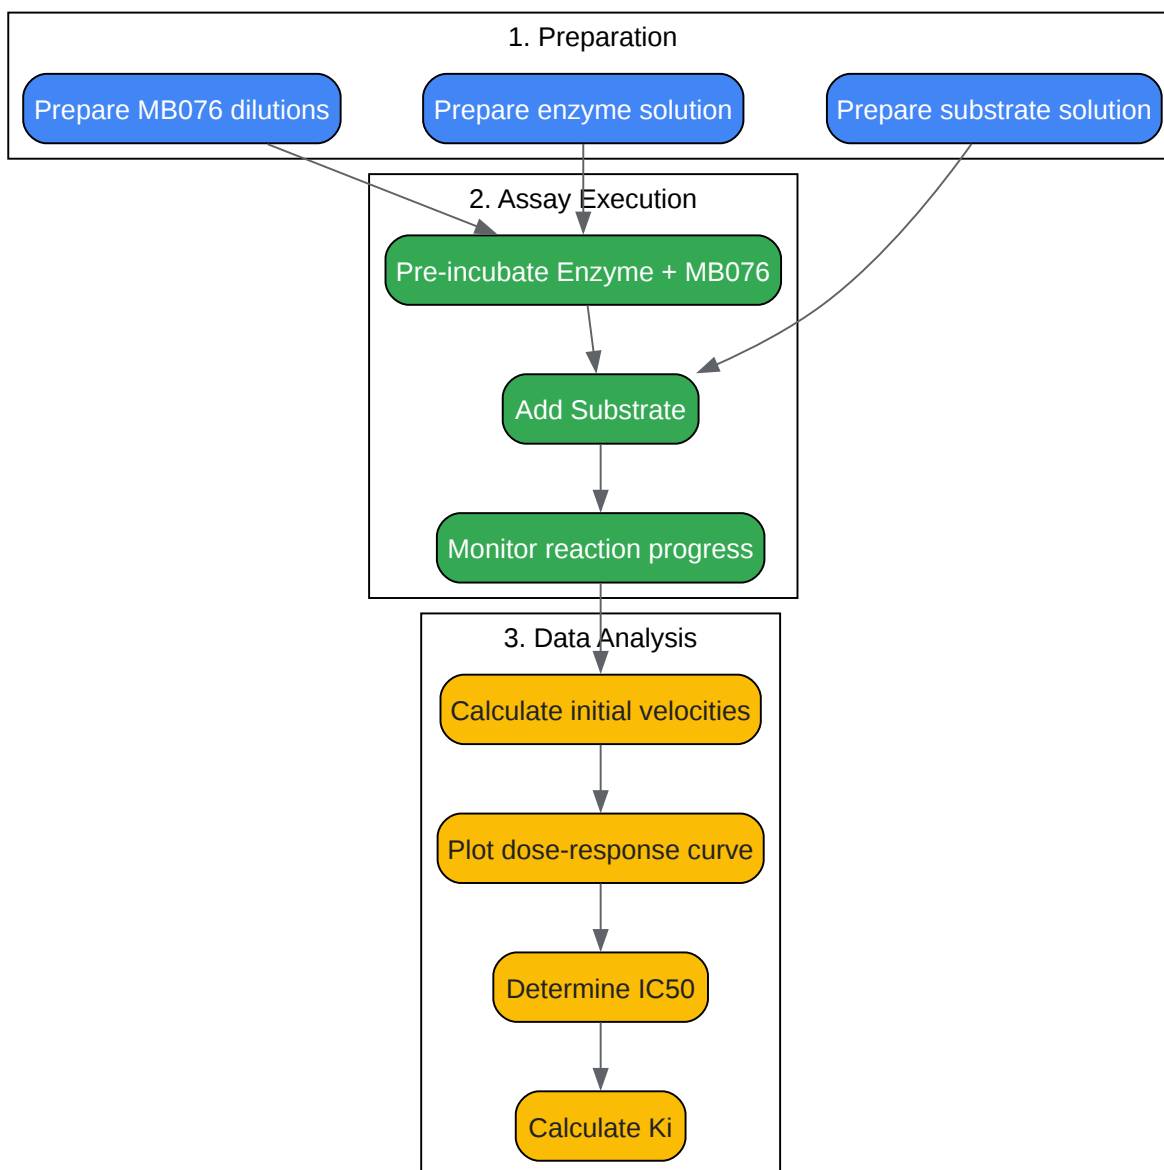 1. Preparation
Prepare MB076 dilutions
Prepare enzyme solution
Prepare substrate solution
2. Assay Execution
Pre-incubate Enzyme + MB076
Add Substrate
Monitor reaction progress
3. Data Analysis
Calculate initial velocities
Plot dose-response curve
Determine IC50
Calculate Ki